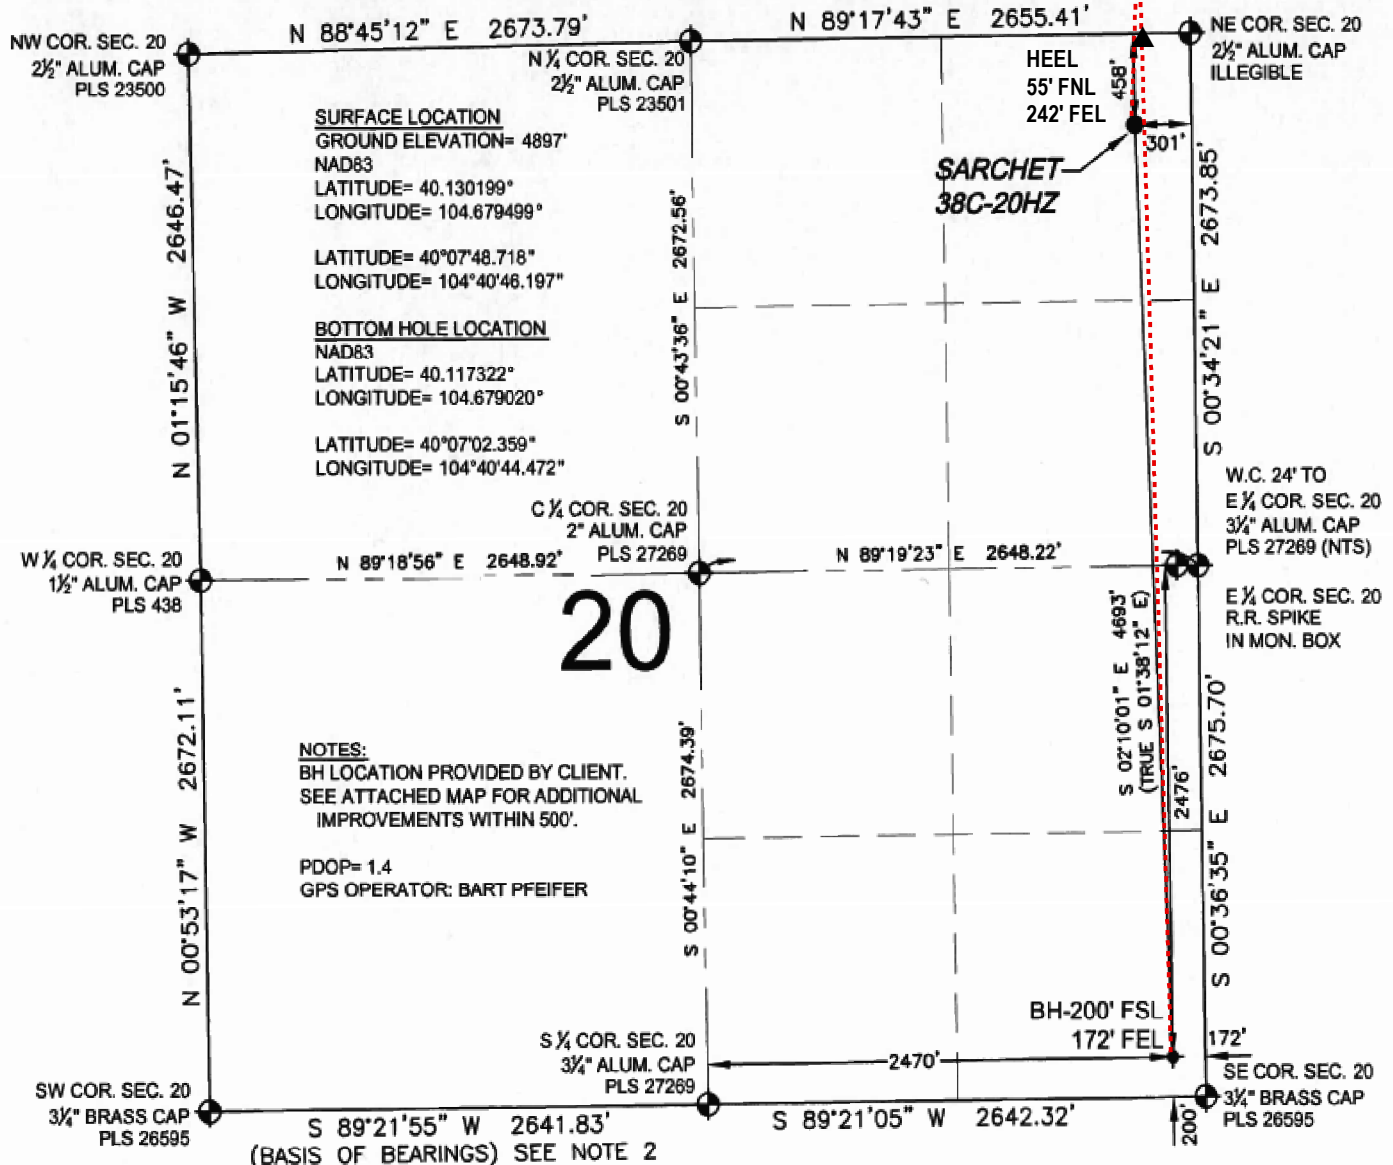 N 88°45'12" E 2673.79'
N 89°17'43" E 2655.41'
NW COR. SEC. 20
2½" ALUM. CAP
PLS 23500
N ¼ COR. SEC. 20
2½" ALUM. CAP
PLS 23501
HEEL
55' FNL
242' FEL
458'
NE COR. SEC. 20
2½" ALUM. CAP
ILLEGIBLE
301'
SARCHET
38C-20HZ
SURFACE LOCATION
GROUND ELEVATION= 4897'
NAD83
LATITUDE= 40.130199°
LONGITUDE= 104.679499°
LATITUDE= 40°07'48.718"
LONGITUDE= 104°40'46.197"
BOTTOM HOLE LOCATION
NAD83
LATITUDE= 40.117322°
LONGITUDE= 104.679020°
LATITUDE= 40°07'02.359"
LONGITUDE= 104°40'44.472"
N 01°15'46" W 2646.47'
S 00°43'36" E 2672.56'
S 00°34'21" E 2673.85'
C ¼ COR. SEC. 20
2" ALUM. CAP
PLS 27269
W.C. 24' TO
E ¼ COR. SEC. 20
3¼" ALUM. CAP
PLS 27269 (NTS)
W ¼ COR. SEC. 20
1½" ALUM. CAP
PLS 438
N 89°18'56" E 2648.92'
N 89°19'23" E 2648.22'
E ¼ COR. SEC. 20
R.R. SPIKE
IN MON. BOX
20
S 02°10'01" E 4693'
(TRUE S 01°38'12" E)
2476'
N 00°53'17" W 2672.11'
S 00°44'10" E 2674.39'
S 00°36'35" E 2675.70'
NOTES:
BH LOCATION PROVIDED BY CLIENT.
SEE ATTACHED MAP FOR ADDITIONAL
IMPROVEMENTS WITHIN 500'.
PDOP= 1.4
GPS OPERATOR: BART PFEIFER
BH-200' FSL
172' FEL
172'
S ¼ COR. SEC. 20
3¼" ALUM. CAP
PLS 27269
2470'
SW COR. SEC. 20
3¼" BRASS CAP
PLS 26595
SE COR. SEC. 20
3¼" BRASS CAP
PLS 26595
200'
S 89°21'55" W 2641.83'
(BASIS OF BEARINGS) SEE NOTE 2
S 89°21'05" W 2642.32'